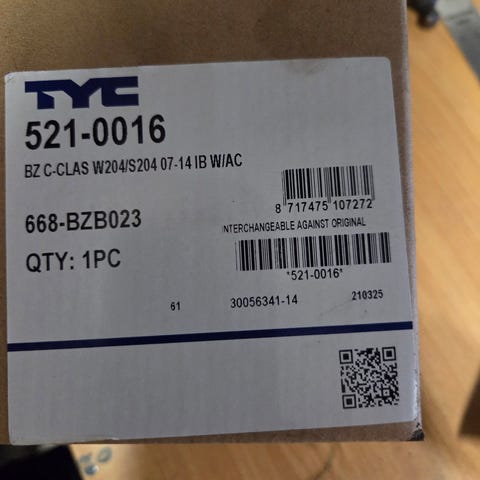 TYC
521-0016
BZ C-CLAS W204/S204 07-14 IB W/AC
8 717475 107272
668-BZB023
INTERCHANGEABLE AGAINST ORIGINAL
QTY: 1PC
*521-0016*
61 30056341-14 210325